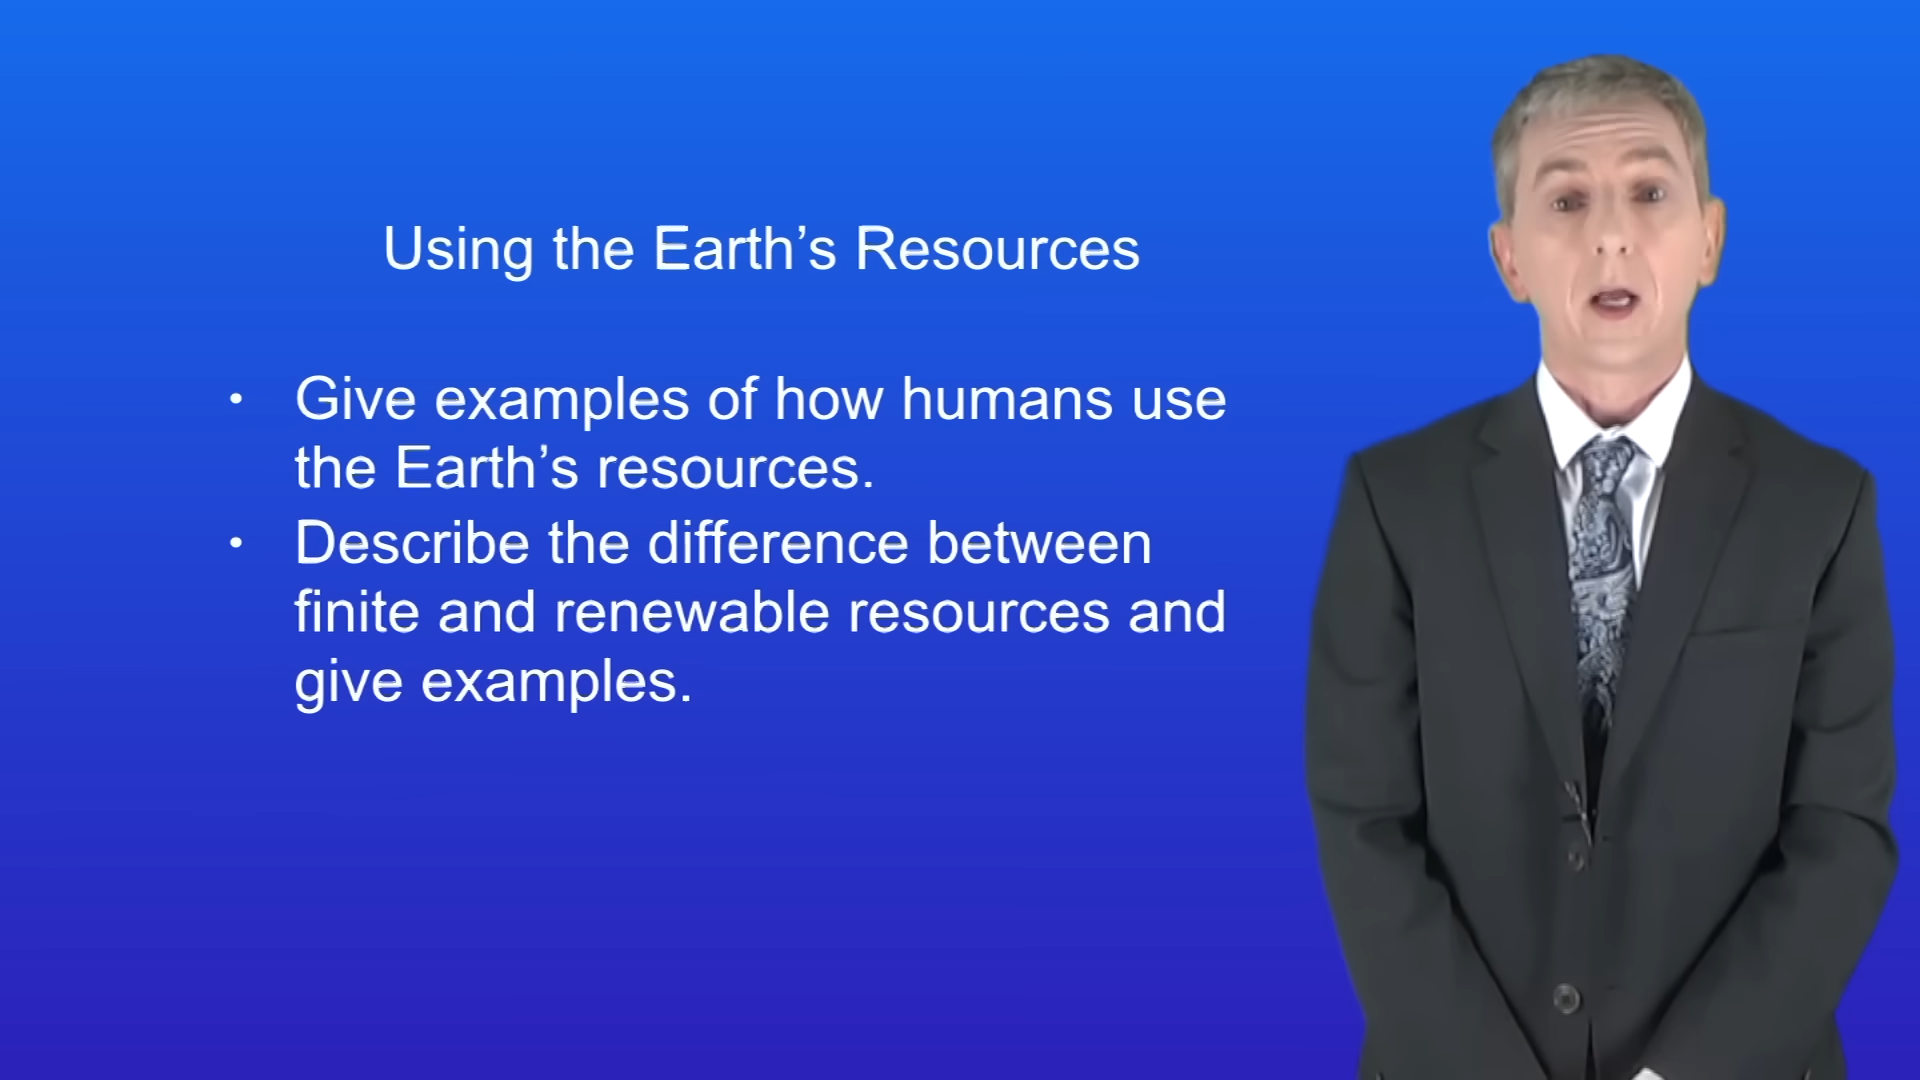 Using the Earth’s Resources
• Give examples of how humans use
the Earth’s resources.
• Describe the difference between
finite and renewable resources and
give examples.